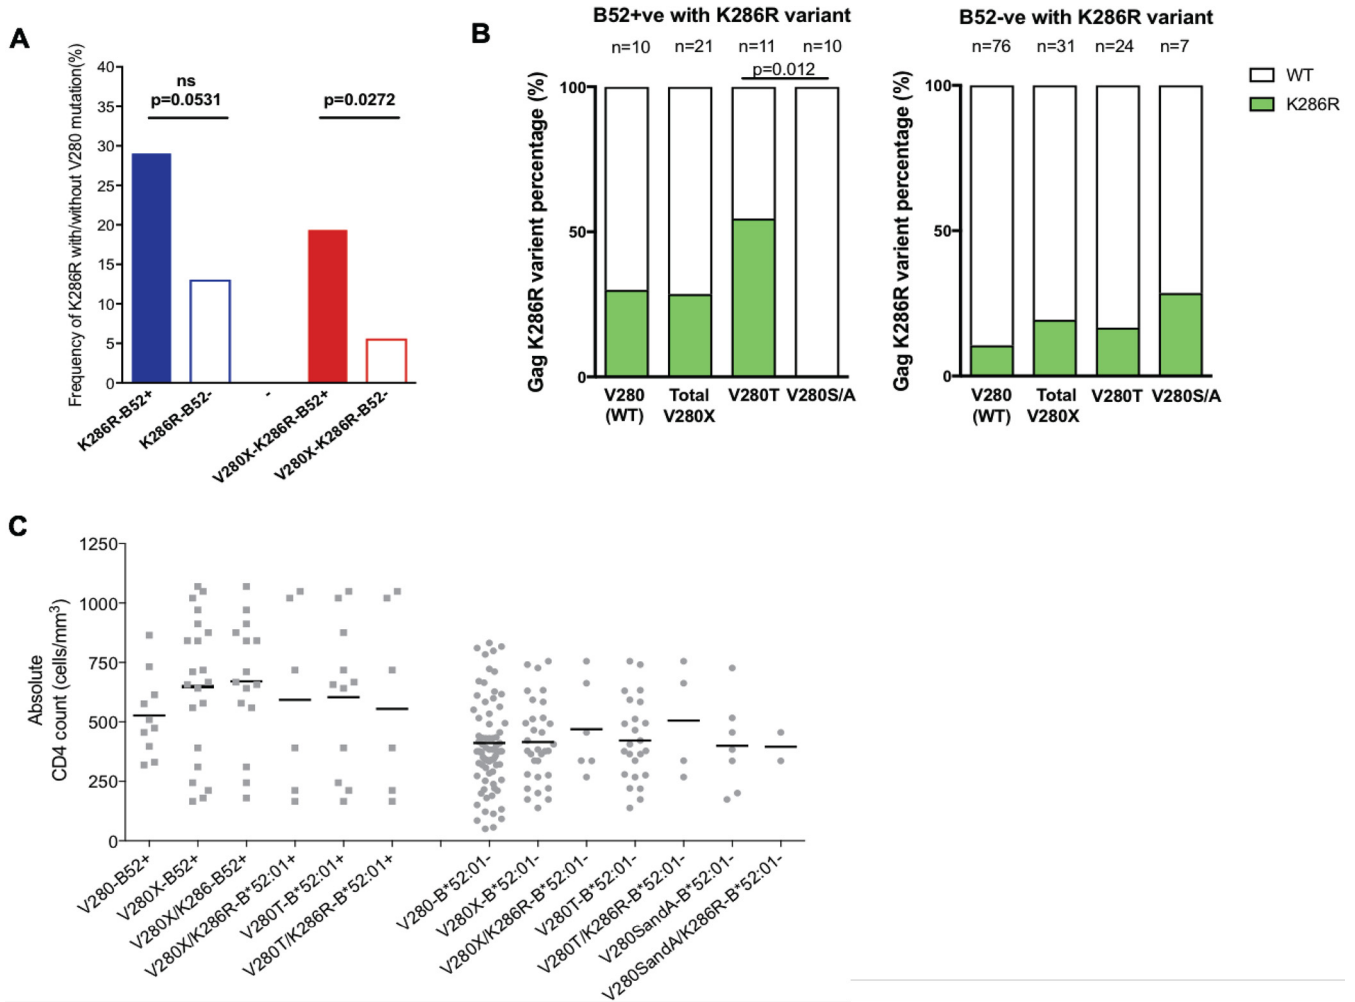 A
Frequency of K286R with/without V280 mutation(%)
40
35
30
25
20
15
10
5
0
ns
p=0.0531
p=0.0272
K286R-B52+
K286R-B52-
-
V280X-K286R-B52+
V280X-K286R-B52-
B
B52+ve with K286R variant
n=10
n=21
n=11
n=10
p=0.012
Gag K286R varient percentage (%)
100
50
0
V280
(WT)
Total
V280X
V280T
V280S/A
B52-ve with K286R variant
n=76
n=31
n=24
n=7
Gag K286R varient percentage (%)
100
50
0
V280
(WT)
Total
V280X
V280T
V280S/A
WT
K286R
C
Absolute
CD4 count (cells/mm³)
1250
1000
750
500
250
0
V280-B52+
V280X-B52+
V280X/K286-B52+
V280X/K286R-B*52:01+
V280T-B*52:01+
V280T/K286R-B*52:01+
V280-B*52:01-
V280X-B*52:01-
V280X/K286R-B*52:01-
V280T-B*52:01-
V280T/K286R-B*52:01-
V280SandA-B*52:01-
V280SandA/K286R-B*52:01-